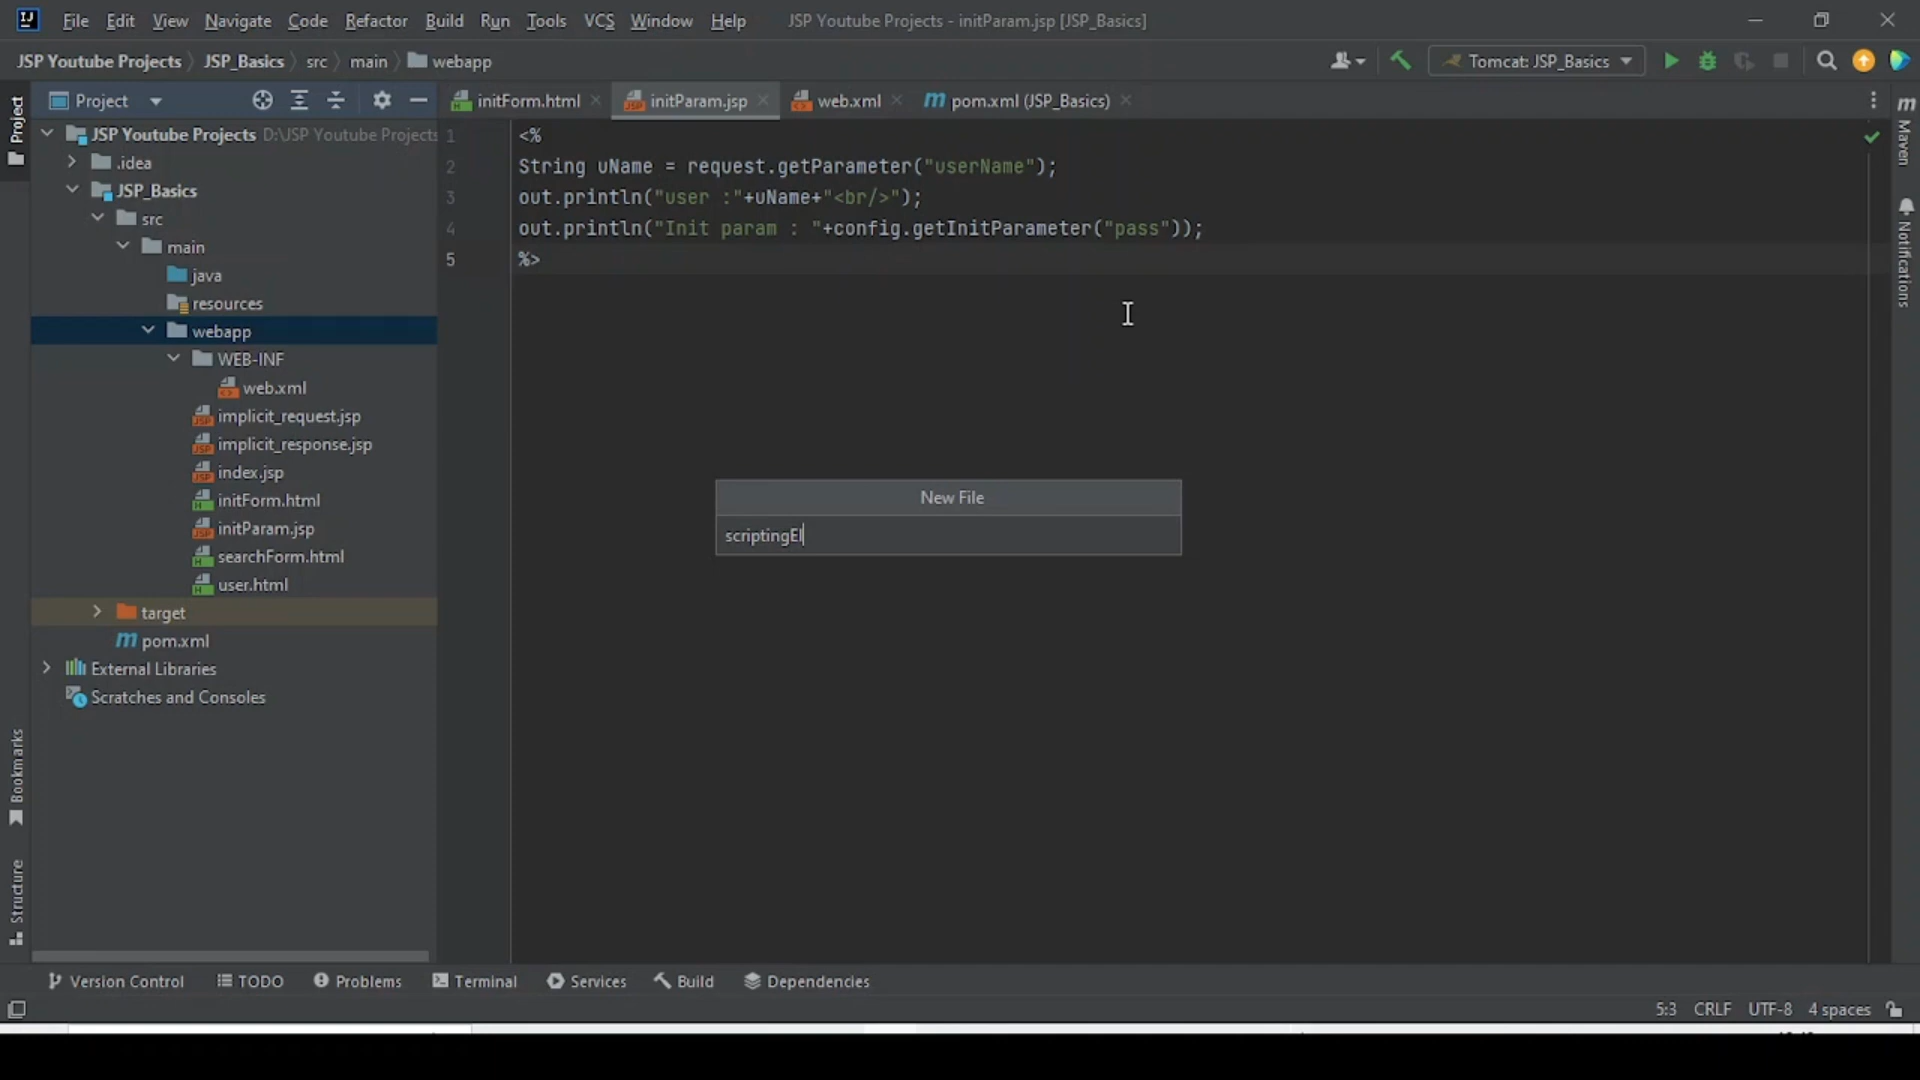 File Edit View Navigate Code Refactor Build Run Tools VCS Window Help JSP Youtube Projects - initParam.jsp [JSP_Basics]
JSP Youtube Projects JSP_Basics src main webapp Tomcat: JSP_Basics
Project
initForm.html initParam.jsp web.xml pom.xml (JSP_Basics)
JSP Youtube Projects D:\JSP Youtube Projects
.idea
JSP_Basics
src
main
java
resources
webapp
WEB-INF
web.xml
implicit_request.jsp
implicit_response.jsp
index.jsp
initForm.html
initParam.jsp
searchForm.html
user.html
target
pom.xml
External Libraries
Scratches and Consoles
1 <%
2 String uName = request.getParameter("userName");
3 out.println("user :"+uName+"<br/>");
4 out.println("Init param : "+config.getInitParameter("pass"));
5 %>
New File
scriptingEl
Project
Bookmarks
Structure
Maven
Notifications
Version Control TODO Problems Terminal Services Build Dependencies
5:3 CRLF UTF-8 4 spaces